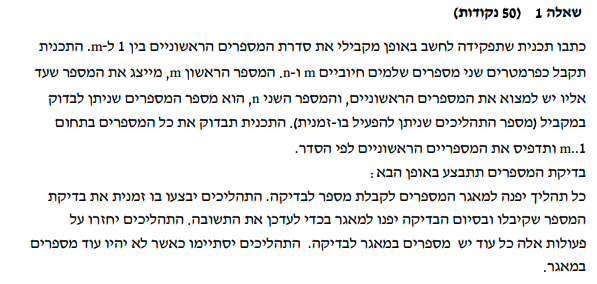 שאלה 1 (50 נקודות)
כתבו תכנית שתפקידה לחשב באופן מקבילי את סדרת המספרים הראשוניים בין 1 ל-m. התכנית
תקבל כפרמטרים שני מספרים שלמים חיוביים m ו-n. המספר הראשון m, מייצג את המספר שעד
אליו יש למצוא את המספרים הראשוניים, והמספר השני n, הוא מספר המספרים שניתן לבדוק
במקביל (מספר התהליכים שניתן להפעיל בו-זמנית). התכנית תבדוק את כל המספרים בתחום
1..m ותדפיס את המספריים הראשוניים לפי הסדר.
בדיקת המספרים תתבצע באופן הבא:
כל תהליך יפנה למאגר המספרים לקבלת מספר לבדיקה. התהליכים יבצעו בו זמנית את בדיקת
המספר שקיבלו ובסיום הבדיקה יפנו למאגר בכדי לעדכן את התשובה. התהליכים יחזרו על
פעולות אלה כל עוד יש מספרים במאגר לבדיקה. התהליכים יסתיימו כאשר לא יהיו עוד מספרים
במאגר.